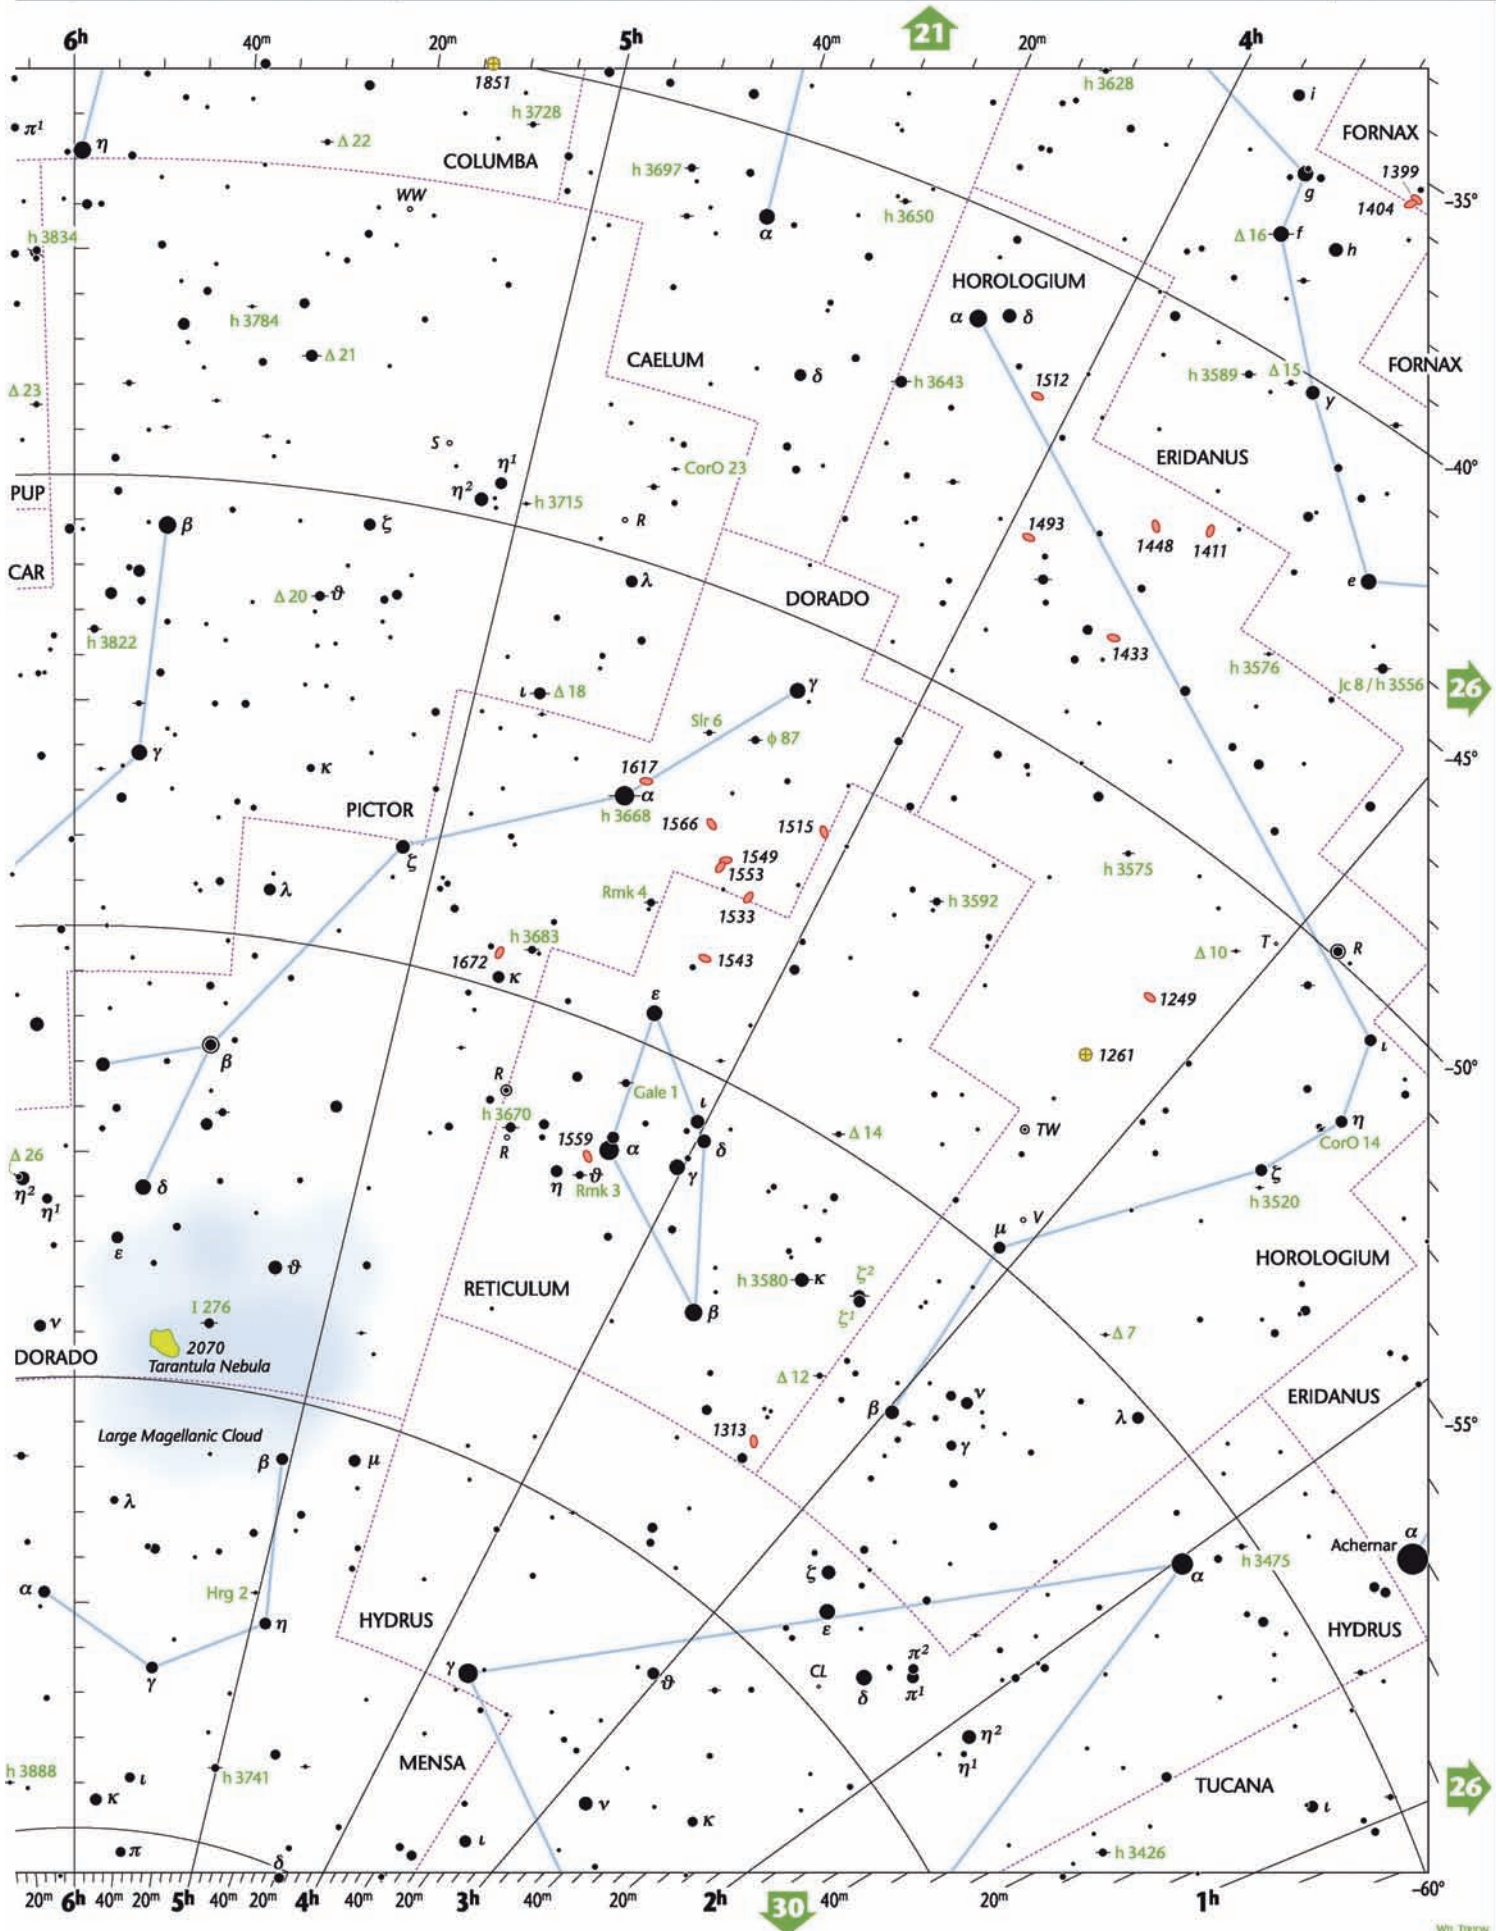 21
6h 40m 20m 5h 40m 20m 4h
1851
h 3728
h 3628
i
FORNAX
π¹
η
Δ 22
COLUMBA
h 3697
1399
g
1404
–35°
WW
h 3650
α
h 3834
Δ 16 f
h
HOROLOGIUM
h 3784
α δ
Δ 21
CAELUM
FORNAX
δ
h 3643
h 3589
Δ 15
1512
Δ 23
y
S
ERIDANUS
η¹
CorO 23
–40°
PUP
η²
h 3715
R
β
ζ
1493
1448
1411
CAR
λ
e
Δ 20 ϑ
DORADO
h 3822
1433
h 3576
Jc 8 / h 3556
26
ι Δ 18
γ
Slr 6
ϕ 87
γ
κ
–45°
1617
α
PICTOR
h 3668
1566
1515
ζ
1549
1553
h 3575
λ
Rmk 4
1533
h 3592
h 3683
T
R
Δ 10
1672
κ
1543
1249
ε
β
1261
ι
–50°
R
Gale 1
h 3670
ι
η
TW
Δ 14
1559
α
δ
CorO 14
R
Δ 26
η
ϑ
γ
ζ
Rmk 3
η²
δ
h 3520
η¹
V
μ
ε
HOROLOGIUM
ϑ
RETICULUM
h 3580 κ
ζ²
ζ¹
I 276
β
ν
2070
Δ 7
DORADO
Tarantula Nebula
Δ 12
ERIDANUS
β
ν
λ
–55°
1313
Large Magellanic Cloud
γ
β
μ
λ
α
Achernar
h 3475
ζ
α
α
Hrg 2
HYDRUS
ε
η
HYDRUS
π²
γ
CL
γ
ϑ
δ
π¹
η²
MENSA
η¹
h 3888
ι
h 3741
TUCANA
26
κ
ν
κ
ι
ι
π
h 3426
δ
20m 6h 40m 20m 5h 40m 20m 4h 40m 20m 3h 40m 20m 2h 40m 20m 1h –60°
30
Wil Tirion